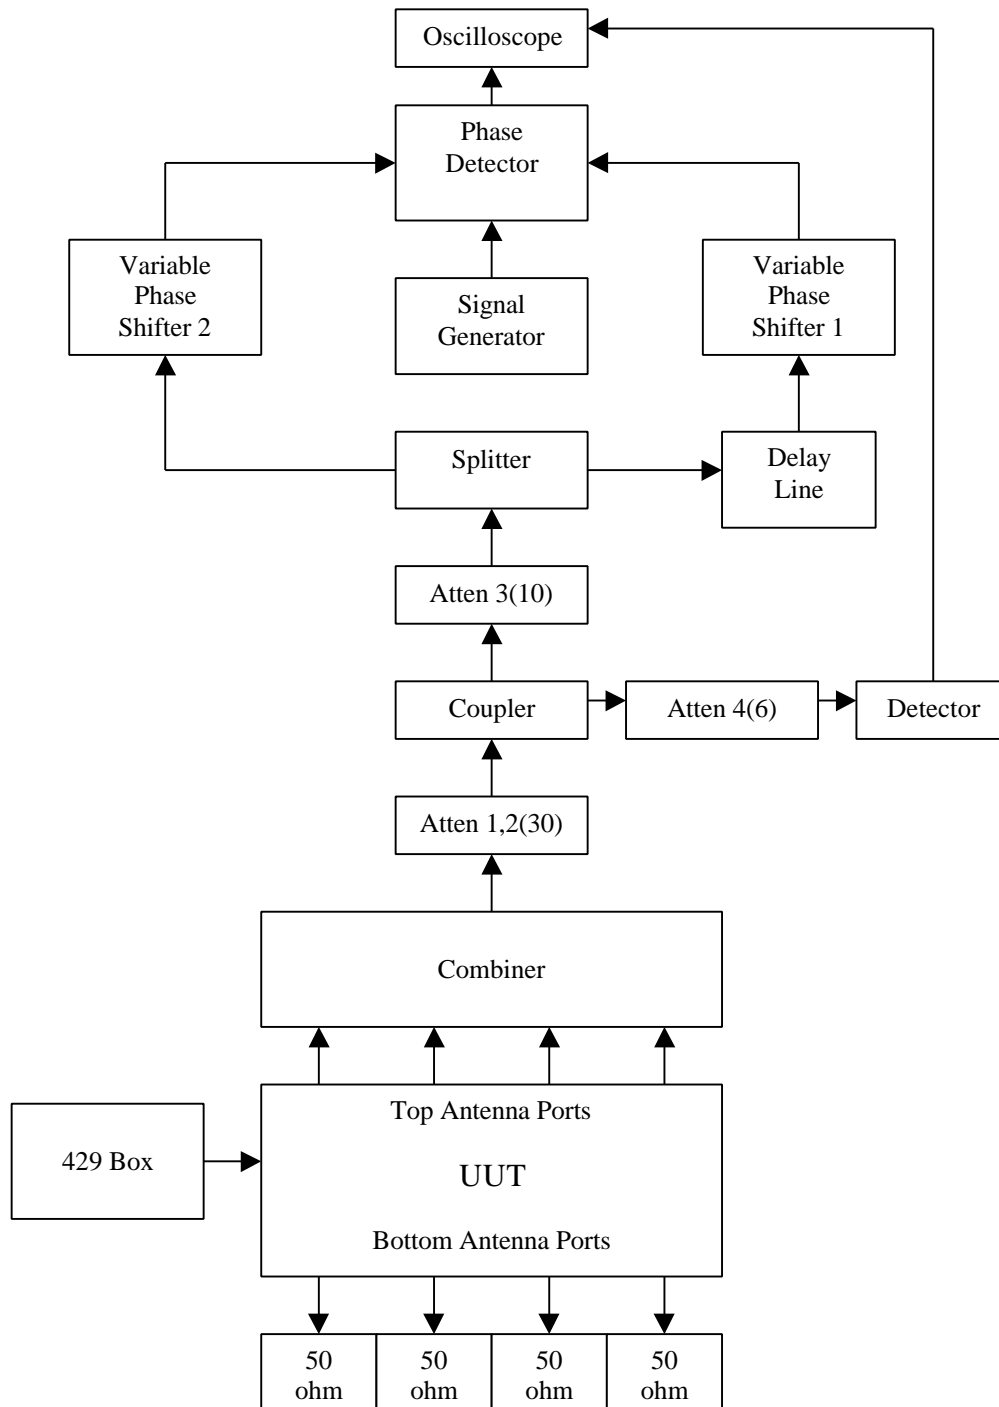 Oscilloscope
Phase
Detector
Variable
Phase
Shifter 2
Signal
Generator
Variable
Phase
Shifter 1
Splitter
Delay
Line
Atten 3(10)
Coupler
Atten 4(6)
Detector
Atten 1,2(30)
Combiner
Top Antenna Ports
429 Box
UUT
Bottom Antenna Ports
50
ohm
50
ohm
50
ohm
50
ohm